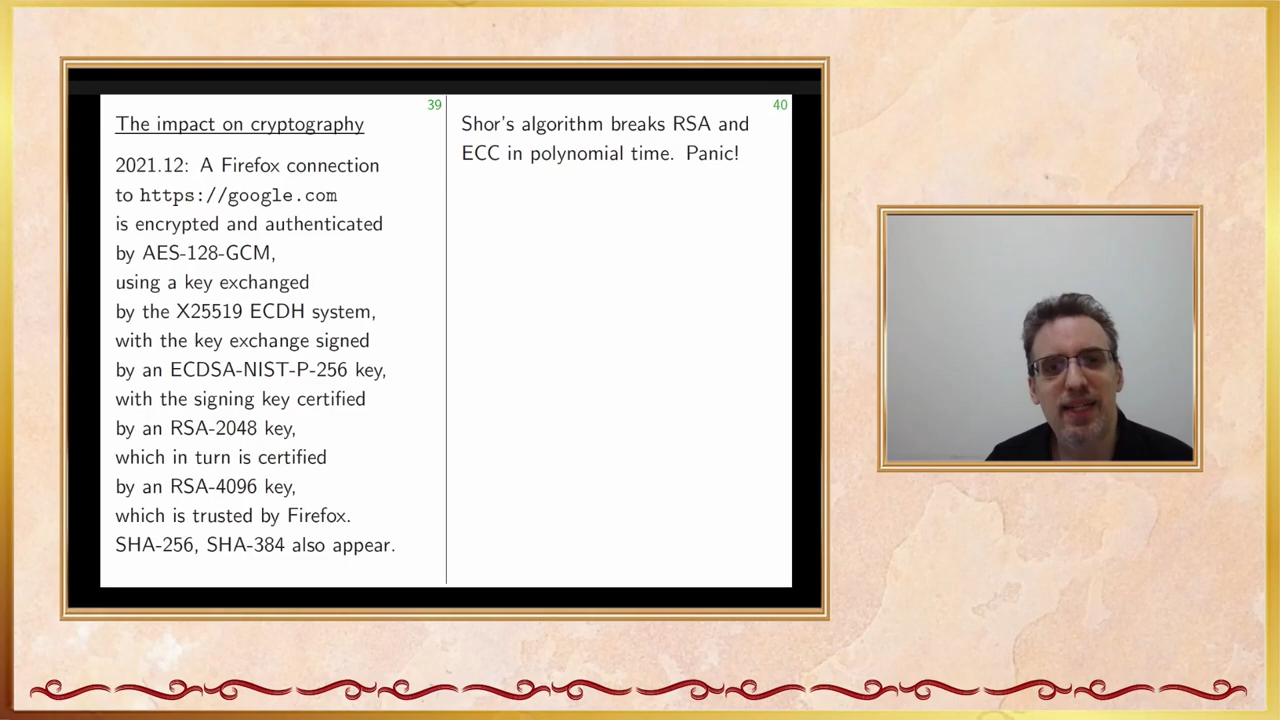 39
The impact on cryptography
2021.12: A Firefox connection
to https://google.com
is encrypted and authenticated
by AES-128-GCM,
using a key exchanged
by the X25519 ECDH system,
with the key exchange signed
by an ECDSA-NIST-P-256 key,
with the signing key certified
by an RSA-2048 key,
which in turn is certified
by an RSA-4096 key,
which is trusted by Firefox.
SHA-256, SHA-384 also appear.
40
Shor's algorithm breaks RSA and
ECC in polynomial time. Panic!